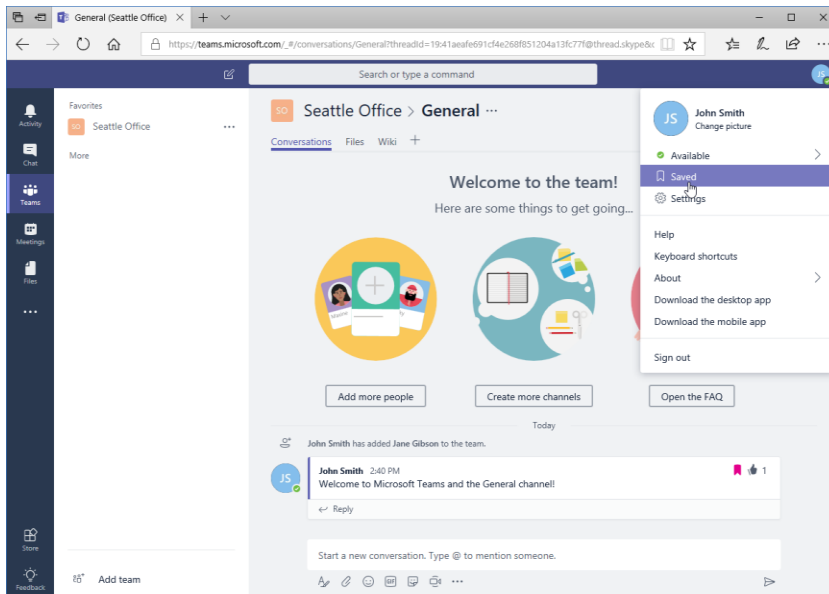 General (Seattle Office)
https://teams.microsoft.com/_#/conversations/General?threadId=19:41aeafe691cf4e268f851204a13fc77f@thread.skype&c
Search or type a command
JS
Activity
Chat
Teams
Meetings
Files
Store
Feedback
Favorites
SO Seattle Office
More
Add team
SO Seattle Office > General
Conversations Files Wiki
Welcome to the team!
Here are some things to get going...
Maxine
Add more people
Create more channels
Open the FAQ
Today
John Smith has added Jane Gibson to the team.
JS
John Smith 2:40 PM
1
Welcome to Microsoft Teams and the General channel!
Reply
Start a new conversation. Type @ to mention someone.
GIF
JS
John Smith
Change picture
Available
Saved
Settings
Help
Keyboard shortcuts
About
Download the desktop app
Download the mobile app
Sign out